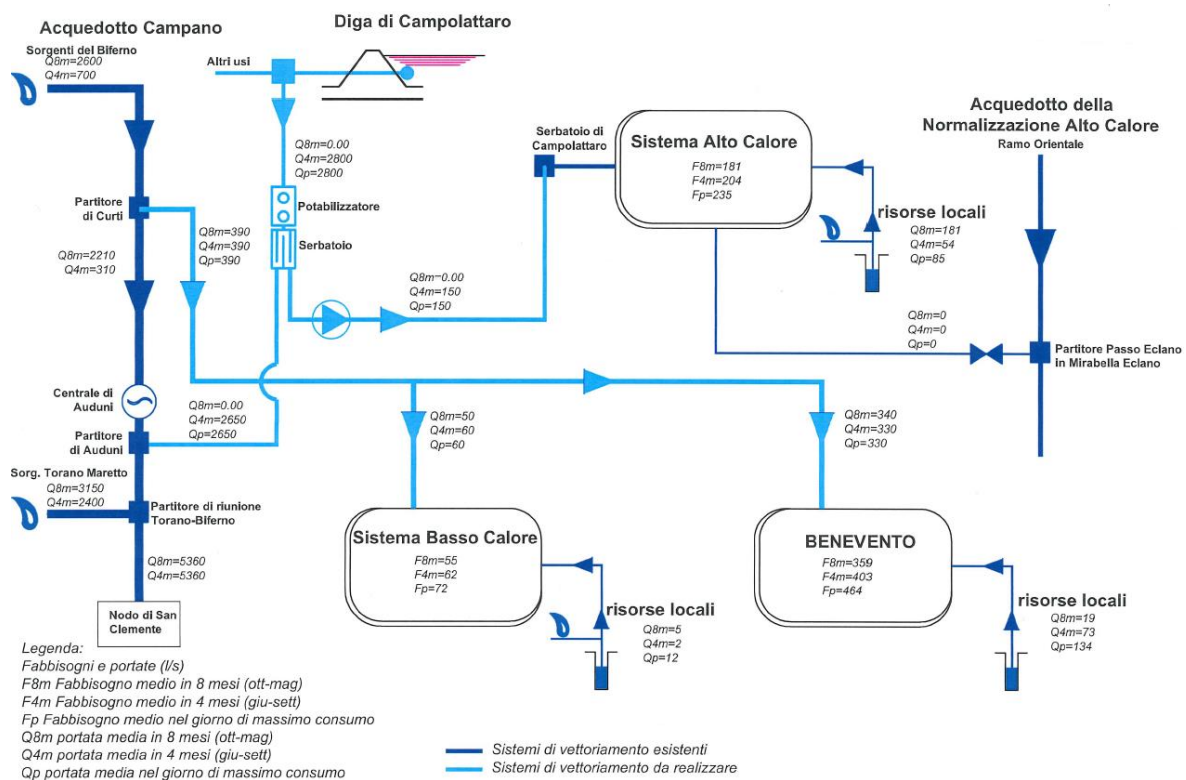 Acquedotto Campano
Sorgenti del Biferno
Q8m=2600
Q4m=700
Diga di Campolattaro
Altri usi
Q8m=0.00
Q4m=2800
Qp=2800
Partitore
di Curti
Potabilizzatore
Serbatoio
Q8m=390
Q4m=390
Qp=390
Q8m=2210
Q4m=310
Q8m=0.00
Q4m=150
Qp=150
Serbatoio di
Campolattaro
Sistema Alto Calore
F8m=181
F4m=204
Fp=235
risorse locali
Q8m=181
Q4m=54
Qp=85
Acquedotto della
Normalizzazione Alto Calore
Ramo Orientale
Q8m=0
Q4m=0
Qp=0
Partitore Passo Eclano
in Mirabella Eclano
Centrale di
Auduni
Q8m=0.00
Q4m=2650
Qp=2650
Partitore
di Auduni
Q8m=50
Q4m=60
Qp=60
Q8m=340
Q4m=330
Qp=330
Sorg. Torano Maretto
Q8m=3150
Q4m=2400
Partitore di riunione
Torano-Biferno
Q8m=5360
Q4m=5360
Nodo di San
Clemente
Sistema Basso Calore
F8m=55
F4m=62
Fp=72
risorse locali
Q8m=5
Q4m=2
Qp=12
BENEVENTO
F8m=359
F4m=403
Fp=464
risorse locali
Q8m=19
Q4m=73
Qp=134
Legenda:
Fabbisogni e portate (l/s)
F8m Fabbisogno medio in 8 mesi (ott-mag)
F4m Fabbisogno medio in 4 mesi (giu-sett)
Fp Fabbisogno medio nel giorno di massimo consumo
Q8m portata media in 8 mesi (ott-mag)
Q4m portata media in 4 mesi (giu-sett)
Qp portata media nel giorno di massimo consumo
Sistemi di vettoriamento esistenti
Sistemi di vettoriamento da realizzare